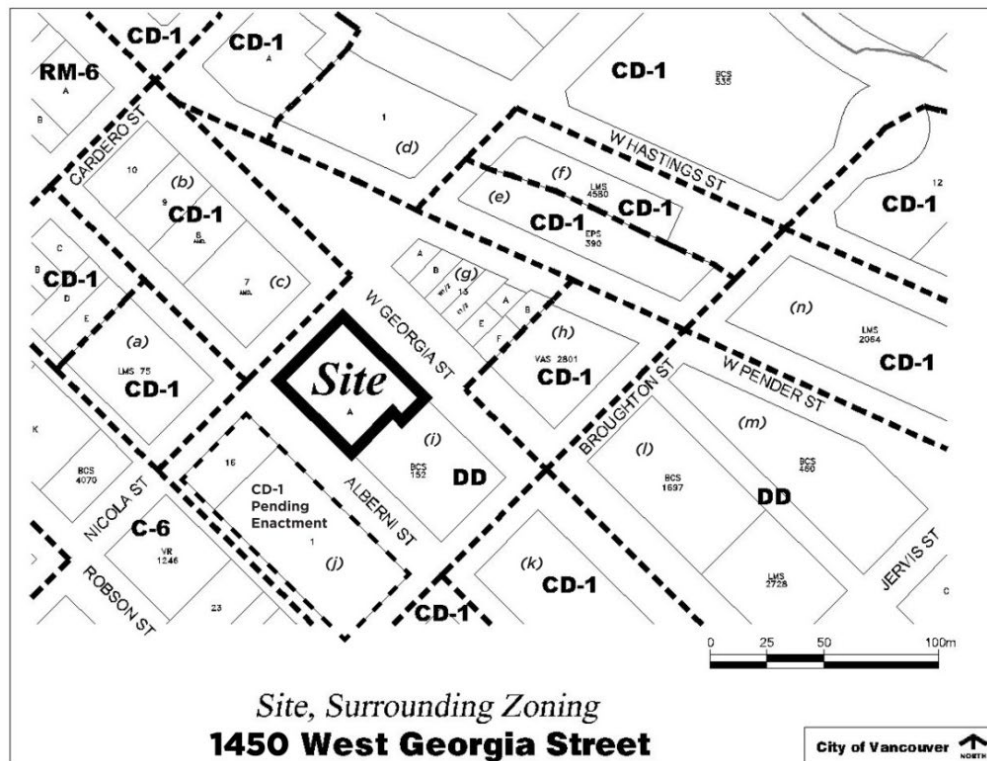 CD-1
CD-1
A
RM-6
A
B
CD-1
BCS
535
1
(d)
W HASTINGS ST
CARDERO ST
10
(b)
9
CD-1
8
AMD.
7
AMD.
(c)
(f)
LMS
4580
(e)
CD-1
CD-1
EPS
390
12
CD-1
C
CD-1
D
E
(a)
LMS 75
CD-1
A
B
(g)
13
A
B
E
F
W GEORGIA ST
(h)
VAS 2801
CD-1
(n)
LMS
2064
CD-1
W PENDER ST
BROUGHTON ST
Site
A
(i)
BCS
152
DD
(l)
BCS
1697
(m)
BCS
460
DD
K
BCS
4070
NICOLA ST
16
CD-1
Pending
Enactment
1
(j)
ALBERNI ST
C-6
VR
1246
23
ROBSON ST
(k)
CD-1
CD-1
LMS
2728
JERVIS ST
C
0 25 50 100m
Site, Surrounding Zoning
1450 West Georgia Street
City of Vancouver
NORTH